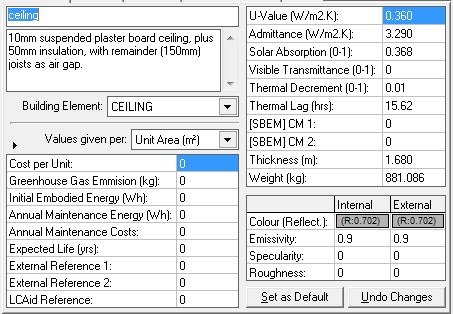 ceiling
10mm suspended plaster board ceiling, plus
50mm insulation, with remainder (150mm)
joists as air gap.
Building Element: CEILING
Values given per: Unit Area (m²)
Cost per Unit: 0
Greenhouse Gas Emmision (kg): 0
Initial Embodied Energy (Wh): 0
Annual Maintenance Energy (Wh): 0
Annual Maintenance Costs: 0
Expected Life (yrs): 0
External Reference 1: 0
External Reference 2: 0
LCAid Reference: 0
U-Value (W/m2.K): 0.360
Admittance (W/m2.K): 3.290
Solar Absorption (0-1): 0.368
Visible Transmittance (0-1): 0
Thermal Decrement (0-1): 0.01
Thermal Lag (hrs): 15.62
[SBEM] CM 1: 0
[SBEM] CM 2: 0
Thickness (m): 1.680
Weight (kg): 881.086
Internal External
Colour (Reflect.): (R:0.702) (R:0.702)
Emissivity: 0.9 0.9
Specularity: 0 0
Roughness: 0 0
Set as Default Undo Changes